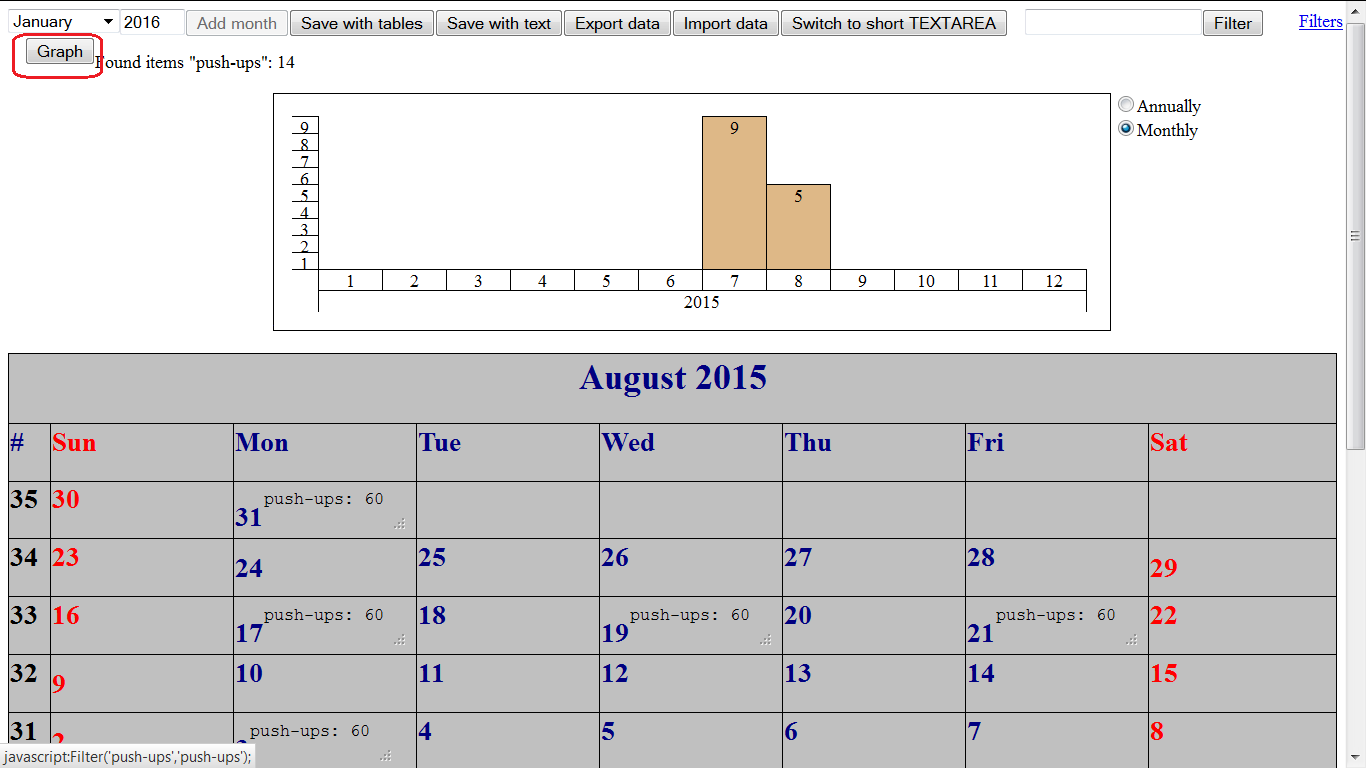 January 2016 Add month Save with tables Save with text Export data Import data Switch to short TEXTAREA Filter Filters
Graph Found items "push-ups": 14
Annually
Monthly
9
8
7
6
5
4
3
2
1
9
5
1 2 3 4 5 6 7 8 9 10 11 12
2015
August 2015
# Sun Mon Tue Wed Thu Fri Sat
35 30 31 push-ups: 60
34 23 24 25 26 27 28 29
33 16 17 push-ups: 60 18 19 push-ups: 60 20 21 push-ups: 60 22
32 9 10 11 12 13 14 15
31 2 push-ups: 60 4 5 6 7 8
javascript:Filter('push-ups','push-ups');